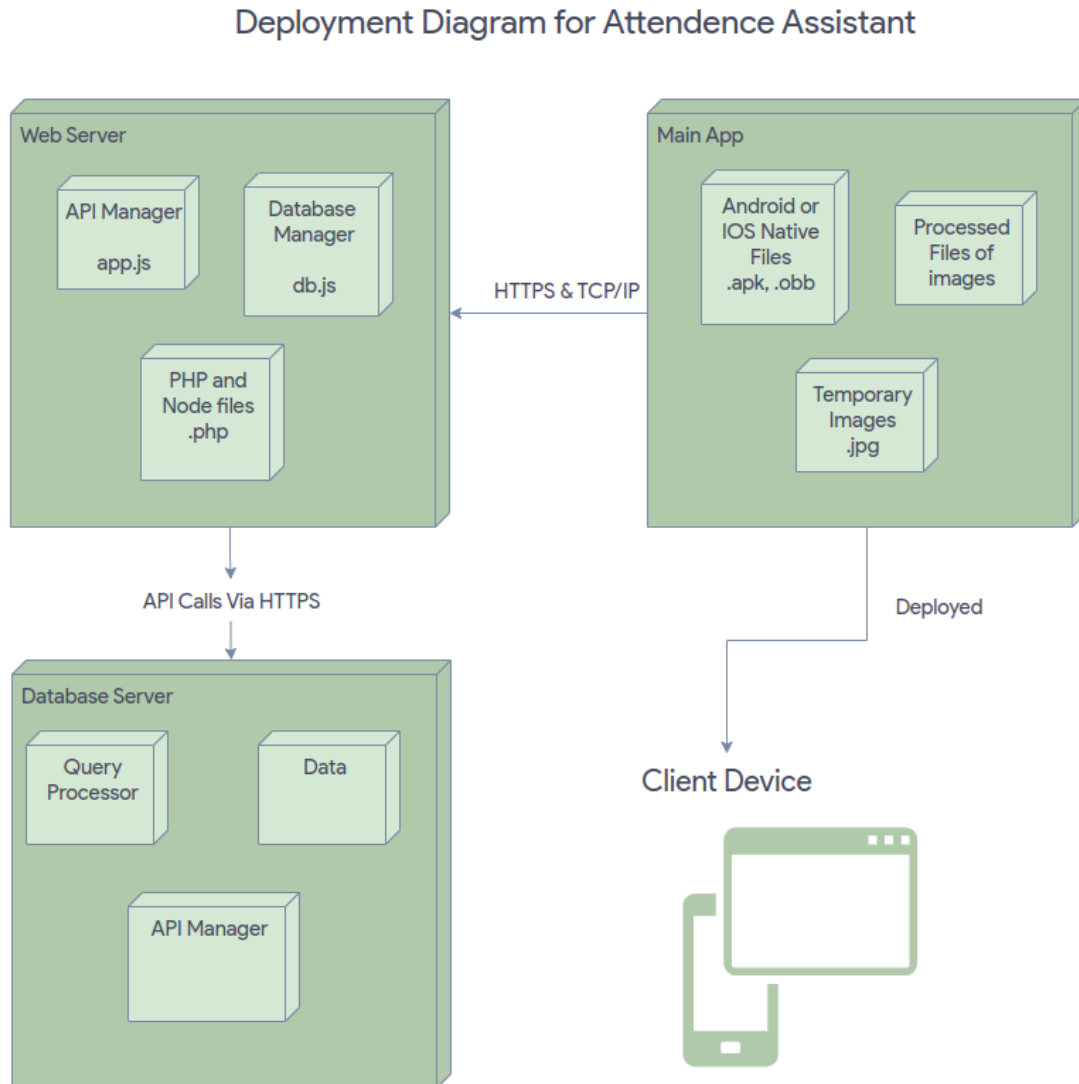 Deployment Diagram for Attendence Assistant
Web Server
API Manager
app.js
Database
Manager
db.js
PHP and
Node files
.php
HTTPS & TCP/IP
Main App
Android or
IOS Native
Files
.apk, .obb
Processed
Files of
images
Temporary
Images
.jpg
API Calls Via HTTPS
Deployed
Database Server
Query
Processor
Data
API Manager
Client Device